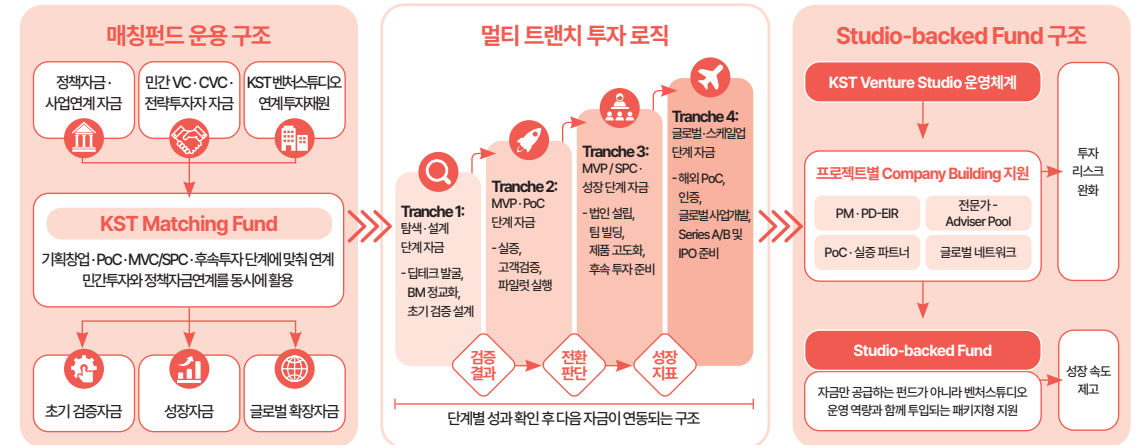 매칭펀드 운용 구조
정책자금 ·
사업연계 자금
민간 VC · CVC ·
전략투자자 자금
KST 벤처스튜디오
연계 투자재원
KST Matching Fund
기획창업 · PoC · MVC/SPC · 후속투자 단계에 맞춰 연계
민간투자와 정책자금연계를 동시에 활용
초기 검증자금
성장자금
글로벌 확장자금
멀티 트랜치 투자 로직
Tranche 1:
탐색 · 설계
단계 자금
- 딥테크 발굴,
BM 정교화,
초기 검증 설계
Tranche 2:
MVP · PoC
단계 자금
- 실증,
고객검증,
파일럿 실행
Tranche 3:
MVP / SPC ·
성장 단계 자금
- 법인 설립,
팀 빌딩,
제품 고도화,
후속 투자 준비
Tranche 4:
글로벌 · 스케일업
단계 자금
- 해외 PoC,
인증,
글로벌 사업개발,
Series A/B 및
IPO 준비
검증
결과
전환
판단
성장
지표
단계별 성과 확인 후 다음 자금이 연동되는 구조
Studio-backed Fund 구조
KST Venture Studio 운영체계
프로젝트별 Company Building 지원
PM · PD-EIR
전문가 -
Adviser Pool
PoC · 실증 파트너
글로벌 네트워크
투자
리스크
완화
Studio-backed Fund
자금만 공급하는 펀드가 아니라 벤처스튜디오
운영 역량과 함께 투입되는 패키지형 지원
성장 속도
제고